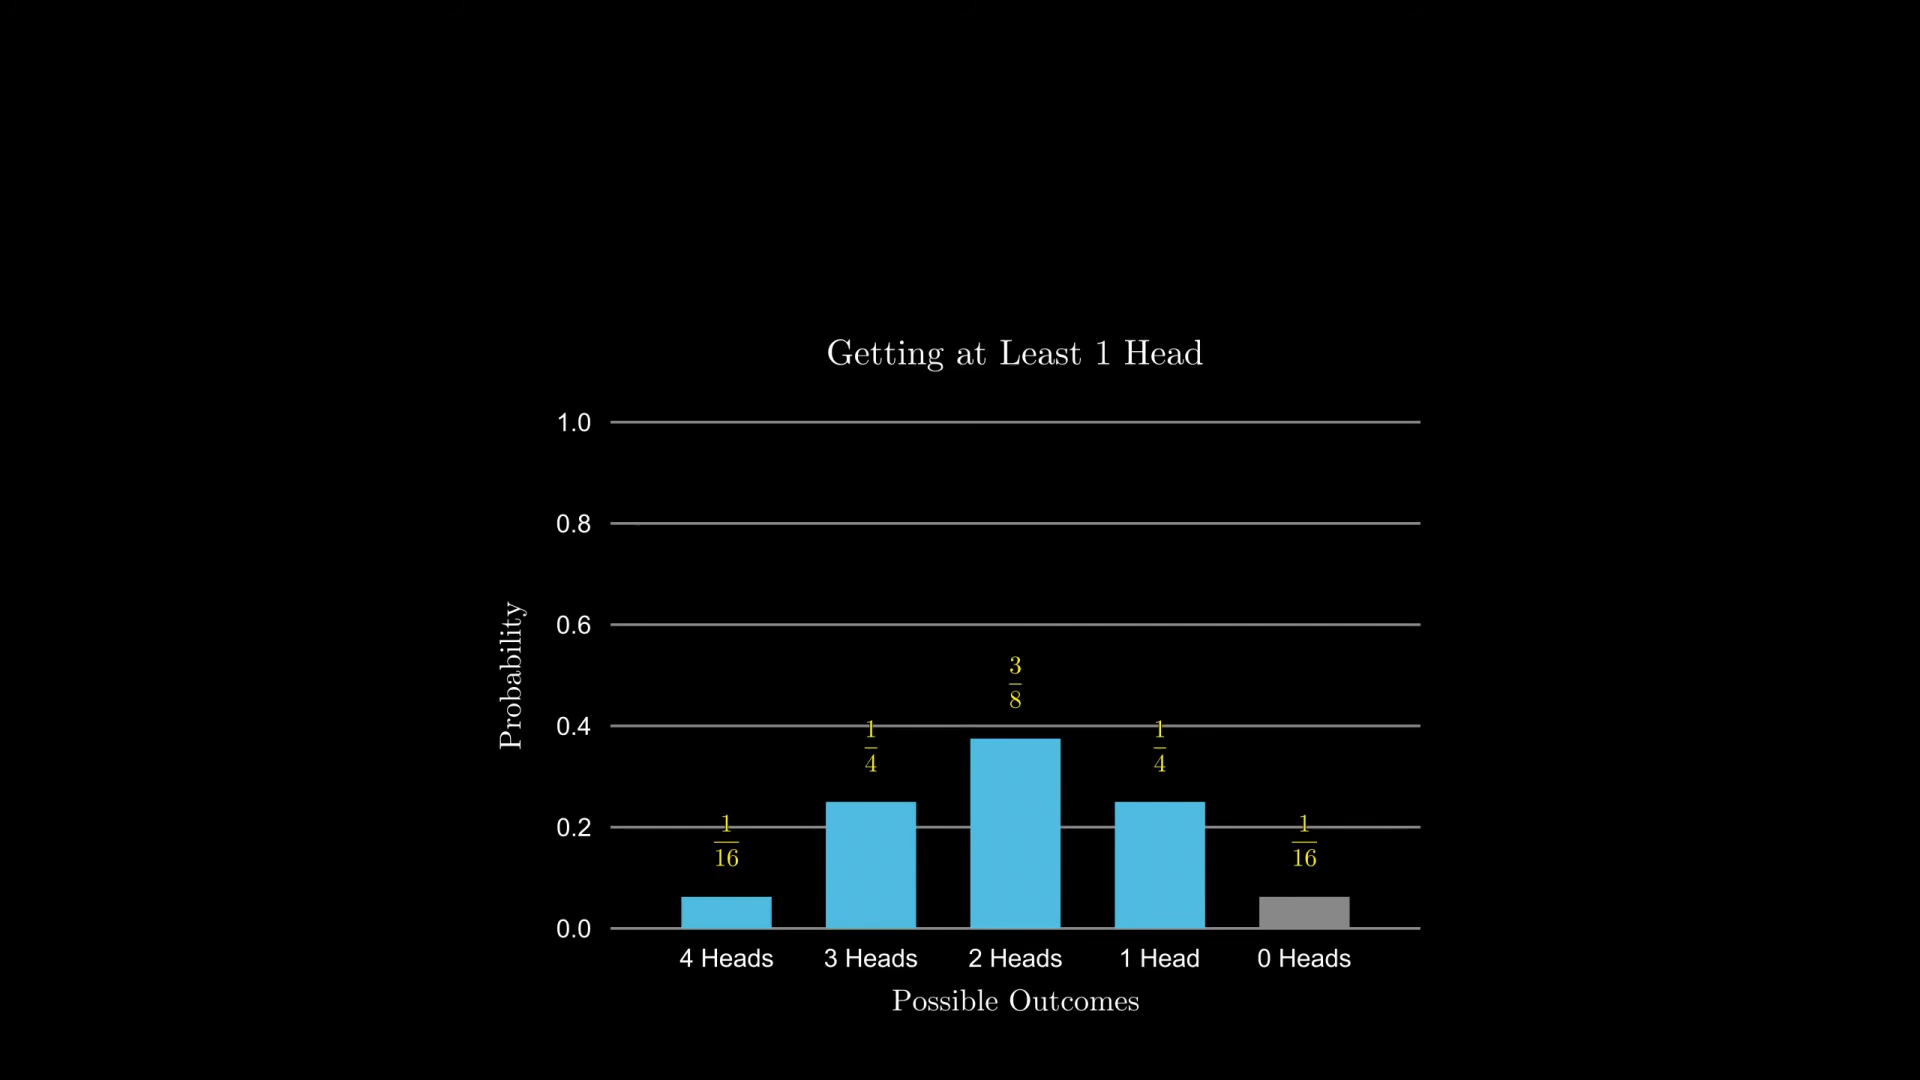 Getting at Least 1 Head
1.0
0.8
0.6
0.4
0.2
0.0
Probability
1/16
1/4
3/8
1/4
1/16
4 Heads
3 Heads
2 Heads
1 Head
0 Heads
Possible Outcomes